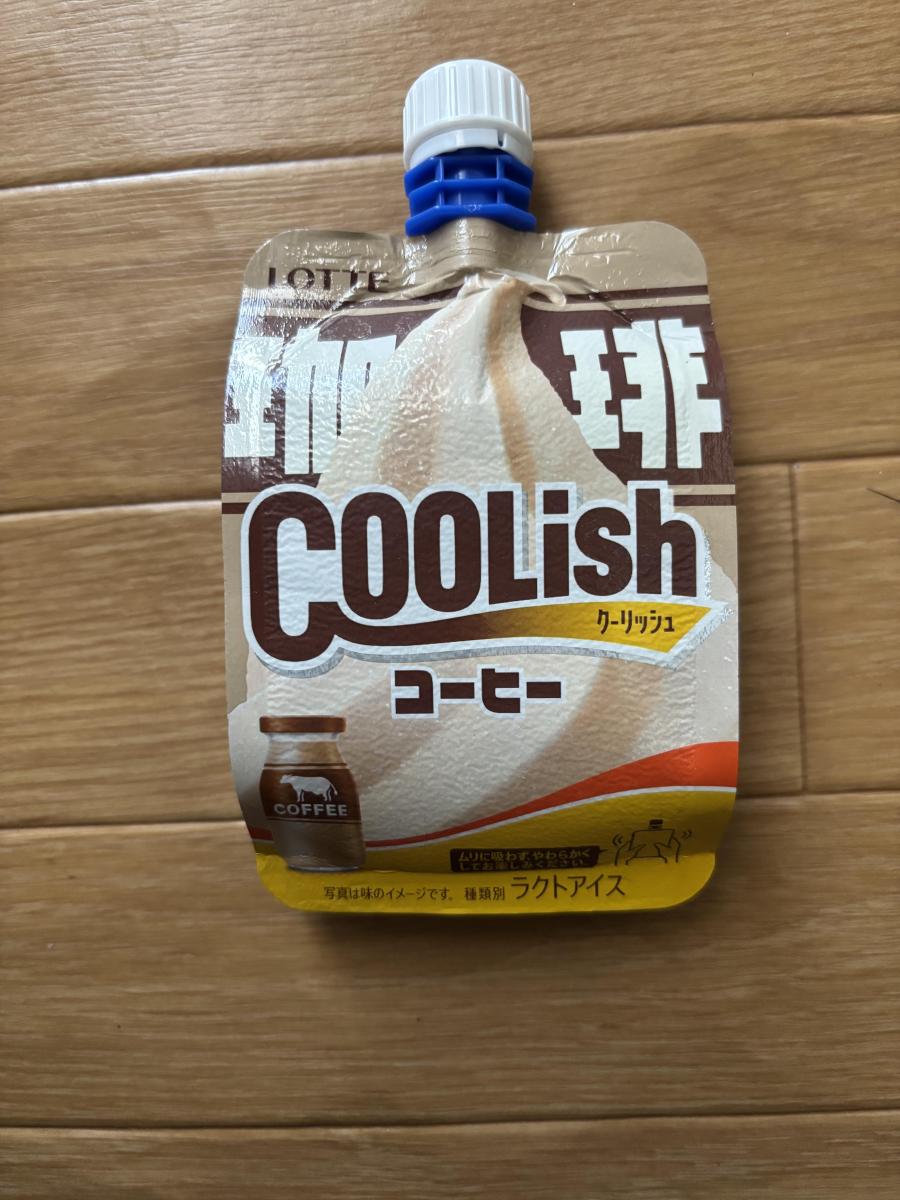 LOTTE
珈 琲
COOLish
クーリッシュ
コーヒー
COFFEE
ムリに吸わず、やわらかく
してお楽しみください。
写真は味のイメージです。 種類別 ラクトアイス